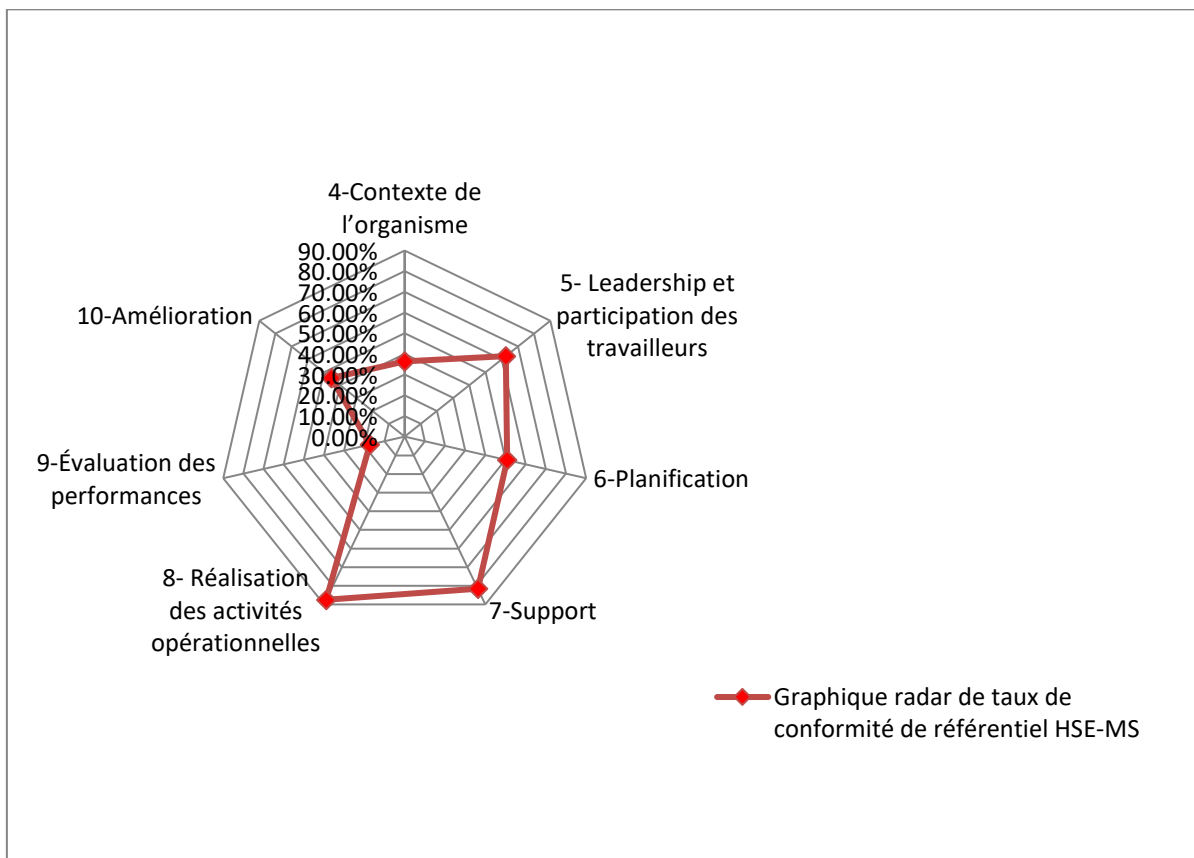 4-Contexte de
l’organisme
90.00%
80.00%
70.00%
60.00%
50.00%
40.00%
30.00%
20.00%
10.00%
0.00%
5- Leadership et
participation des
travailleurs
6-Planification
7-Support
8- Réalisation
des activités
opérationnelles
9-Évaluation des
performances
10-Amélioration
Graphique radar de taux de
conformité de référentiel HSE-MS